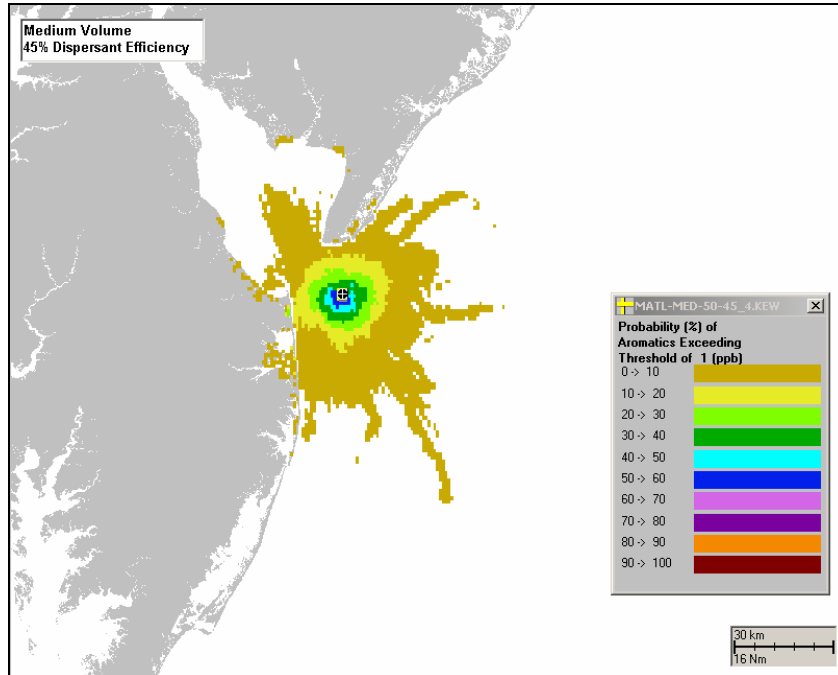 Medium Volume
45% Dispersant Efficiency
MATL-MED-50-45_4.KEW
Probability (%) of
Aromatics Exceeding
Threshold of 1 (ppb)
0 -> 10
10 -> 20
20 -> 30
30 -> 40
40 -> 50
50 -> 60
60 -> 70
70 -> 80
80 -> 90
90 -> 100
30 km
16 Nm